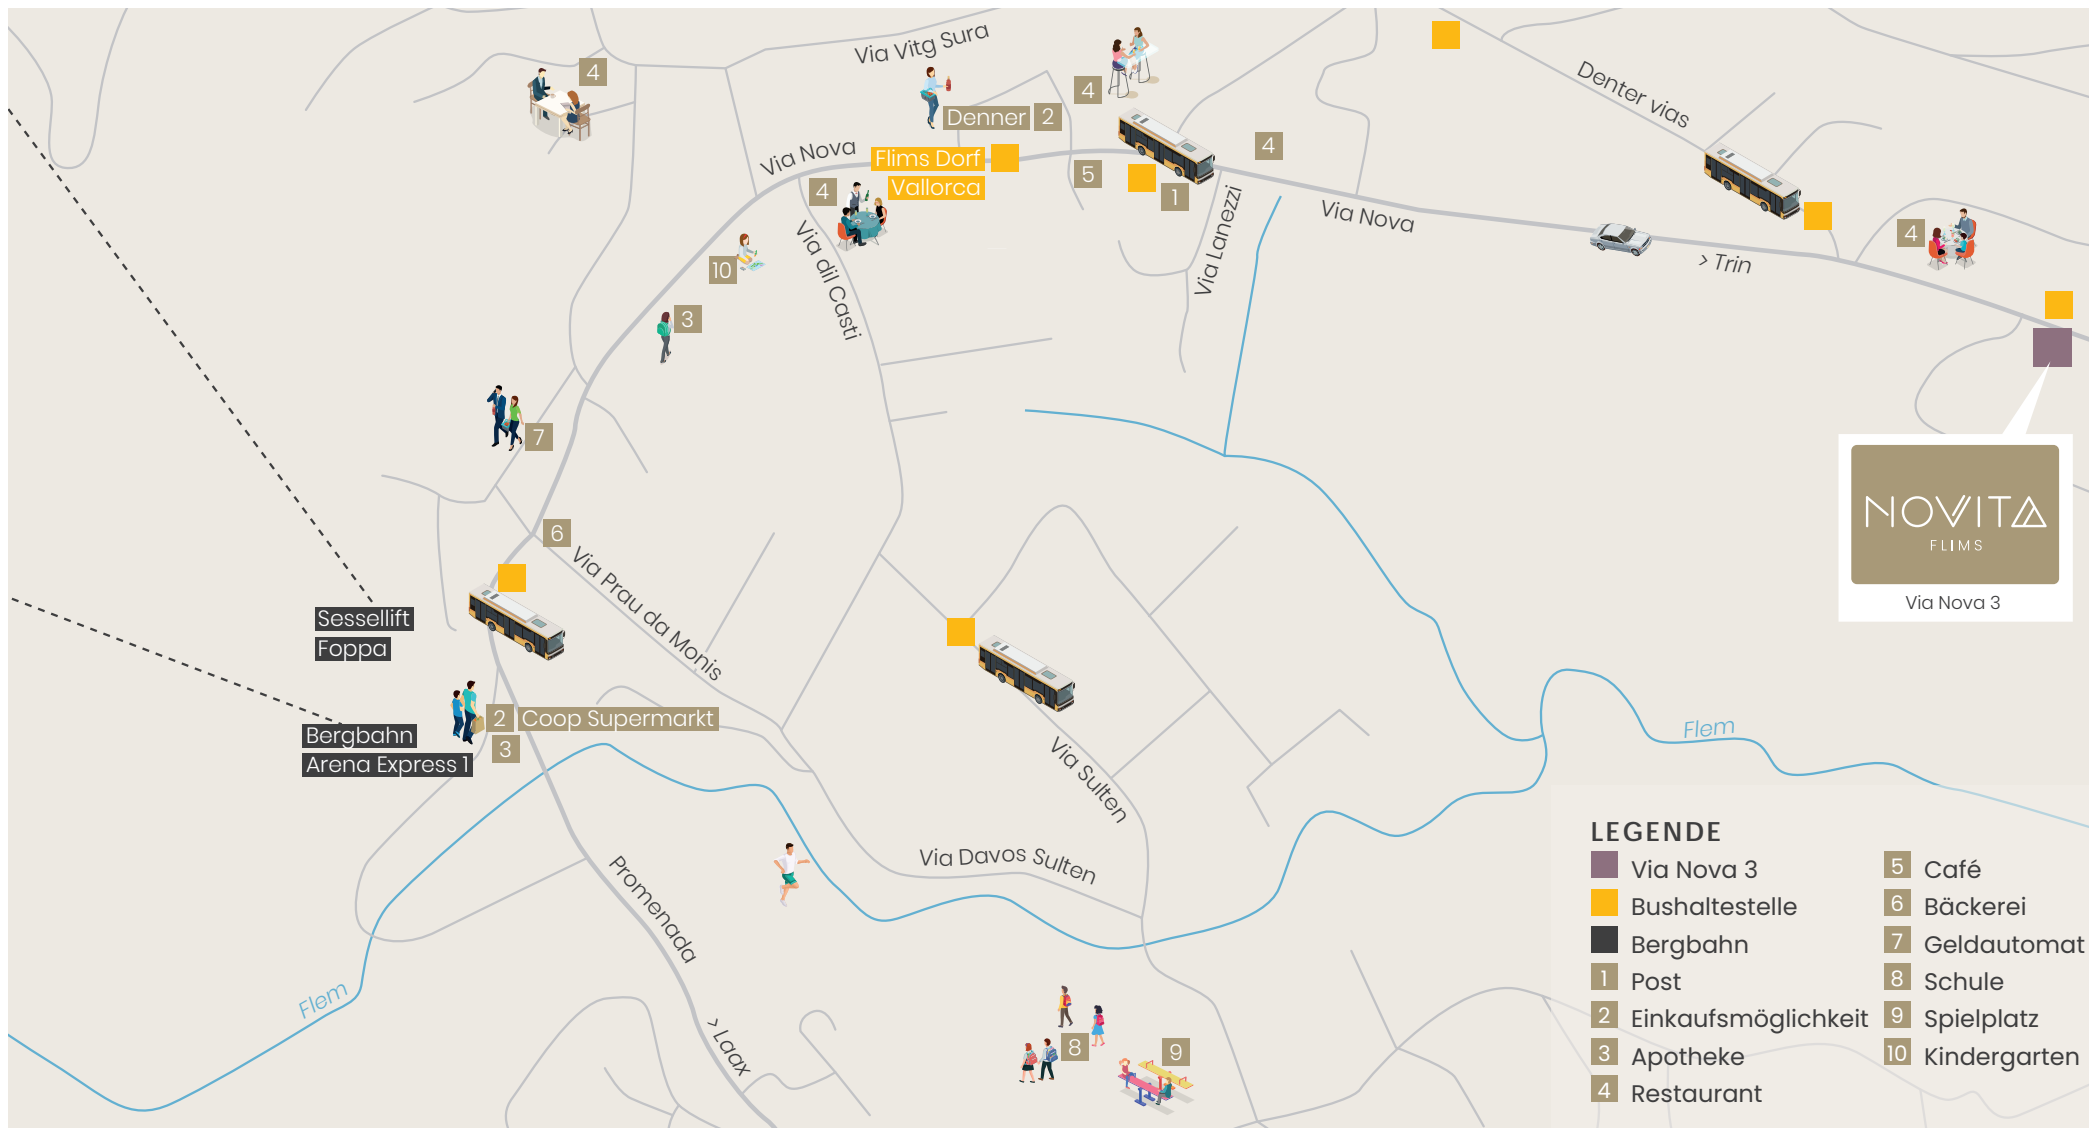 Via Vitg Sura
4
4
Denner 2
Denter vias
Via Nova
Flims Dorf
Vallorca
4
5
1
4
Via Lanezzi
Via Nova
> Trin
4
10
Via dil Casti
3
7
6
Via Prau da Monis
Sessellift
Foppa
Bergbahn
Arena Express 1
2 Coop Supermarkt
3
Via Sulten
Via Davos Sulten
Promenada
> Laax
Flem
Flem
8
9
NOVITA
FLIMS
Via Nova 3
LEGENDE
Via Nova 3
Bushaltestelle
Bergbahn
1 Post
2 Einkaufsmöglichkeit
3 Apotheke
4 Restaurant
5 Café
6 Bäckerei
7 Geldautomat
8 Schule
9 Spielplatz
10 Kindergarten